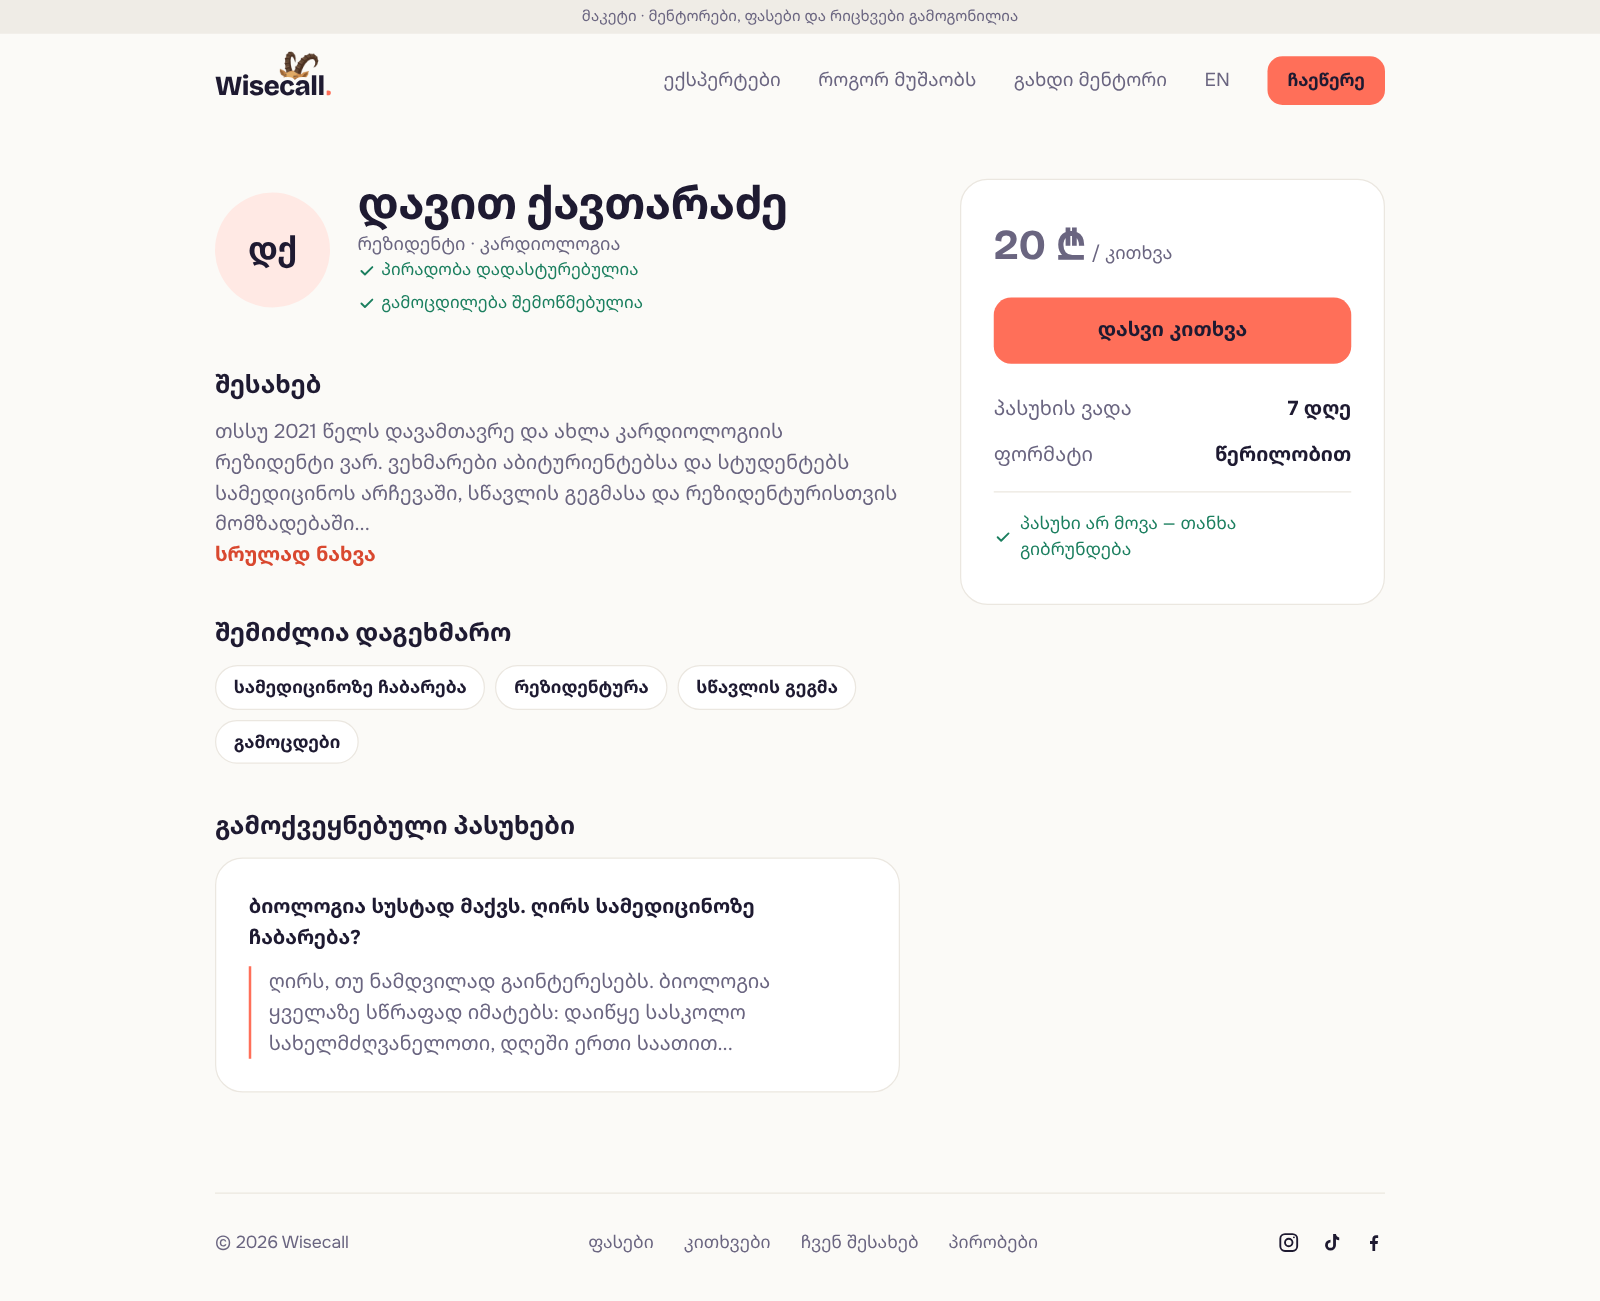 მაკეტი · მენტორები, ფასები და რიცხვები გამოგონილია
Wisecall.
ექსპერტები
როგორ მუშაობს
გახდი მენტორი
EN
ჩაეწერე
დქ
დავით ქავთარაძე
რეზიდენტი · კარდიოლოგია
პირადობა დადასტურებულია
გამოცდილება შემოწმებულია
შესახებ
თსსუ 2021 წელს დავამთავრე და ახლა კარდიოლოგიის
რეზიდენტი ვარ. ვეხმარები აბიტურიენტებსა და სტუდენტებს
სამედიცინოს არჩევაში, სწავლის გეგმასა და რეზიდენტურისთვის
მომზადებაში...
სრულად ნახვა
შემიძლია დაგეხმარო
სამედიცინოზე ჩაბარება
რეზიდენტურა
სწავლის გეგმა
გამოცდები
გამოქვეყნებული პასუხები
ბიოლოგია სუსტად მაქვს. ღირს სამედიცინოზე
ჩაბარება?
ღირს, თუ ნამდვილად გაინტერესებს. ბიოლოგია
ყველაზე სწრაფად იმატებს: დაიწყე სასკოლო
სახელმძღვანელოთი, დღეში ერთი საათით...
20 ₾ / კითხვა
დასვი კითხვა
პასუხის ვადა 7 დღე
ფორმატი წერილობით
პასუხი არ მოვა – თანხა
გიბრუნდება
© 2026 Wisecall
ფასები
კითხვები
ჩვენ შესახებ
პირობები